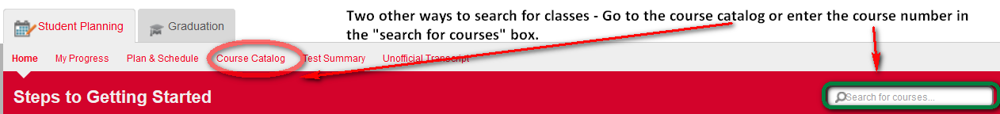 Two other ways to search for classes - Go to the course catalog or enter the course number in
the "search for courses" box.
Student Planning
Graduation
Home My Progress Plan & Schedule Course Catalog Test Summary Unofficial Transcript
Steps to Getting Started
Search for courses...